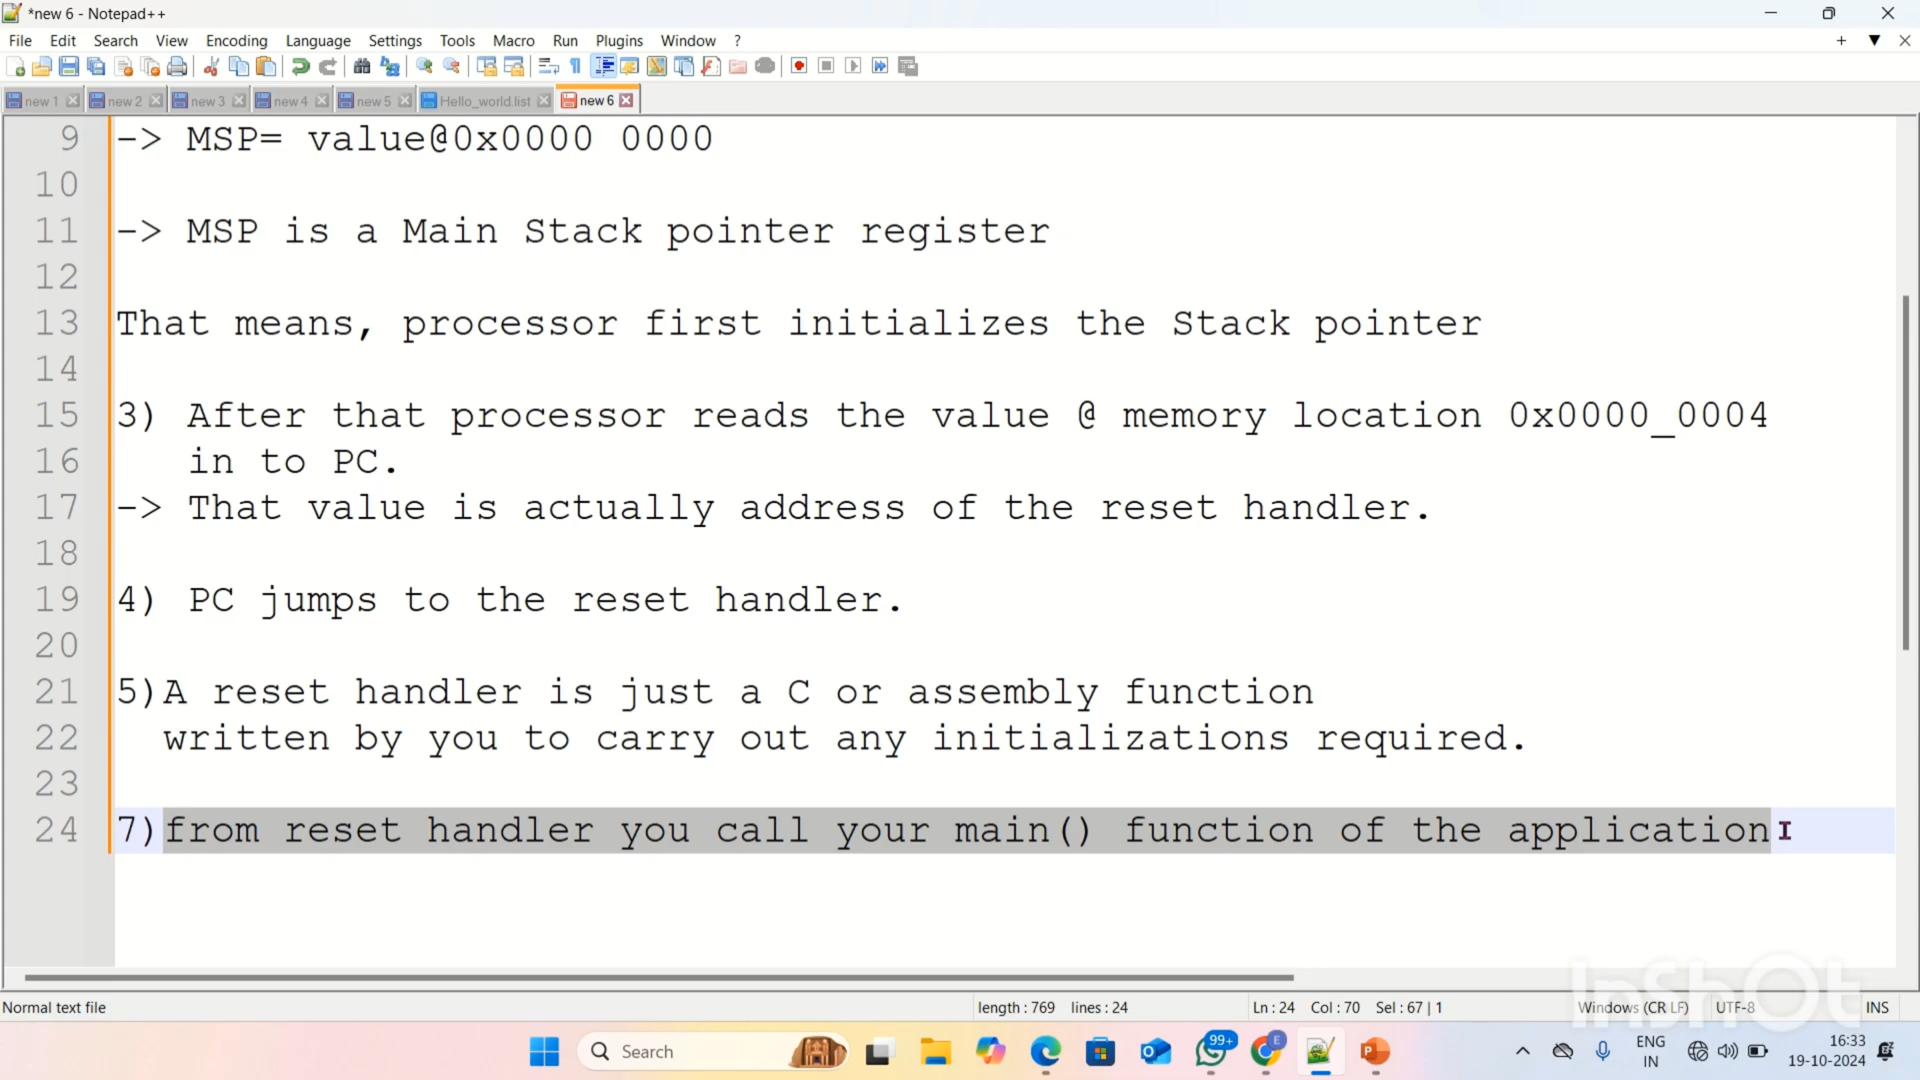 *new 6 - Notepad++
File Edit Search View Encoding Language Settings Tools Macro Run Plugins Window ?
new 1 new 2 new 3 new 4 new 5 Hello_world.list new 6
9 -> MSP= value@0x0000 0000
10
11 -> MSP is a Main Stack pointer register
12
13 That means, processor first initializes the Stack pointer
14
15 3) After that processor reads the value @ memory location 0x0000_0004
16 in to PC.
17 -> That value is actually address of the reset handler.
18
19 4) PC jumps to the reset handler.
20
21 5)A reset handler is just a C or assembly function
22 written by you to carry out any initializations required.
23
24 7)from reset handler you call your main() function of the application
InShot
Normal text file length : 769 lines : 24 Ln : 24 Col : 70 Sel : 67 | 1 Windows (CR LF) UTF-8 INS
Search 99+ E ENG IN 16:33 19-10-2024